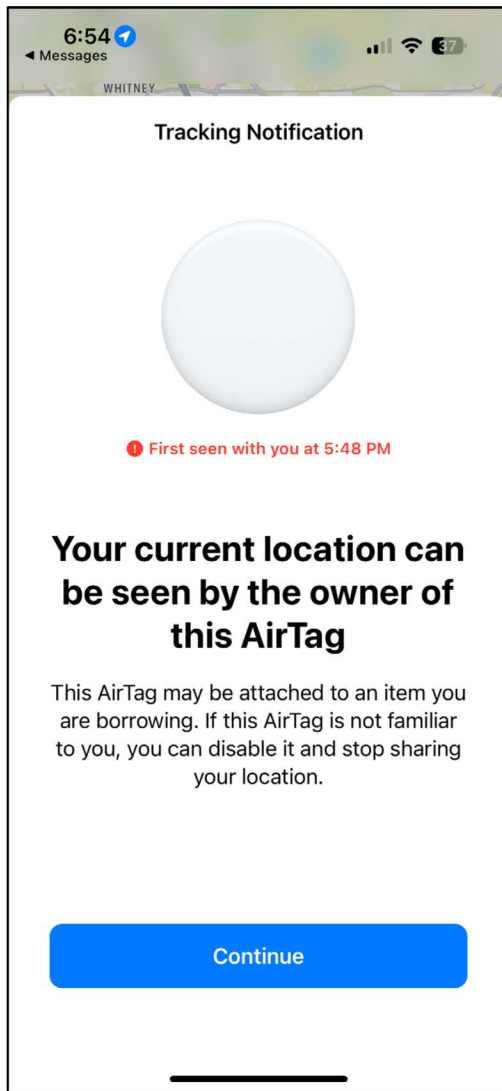 6:54
37
◀ Messages
WHITNEY
Tracking Notification
First seen with you at 5:48 PM
Your current location can
be seen by the owner of
this AirTag
This AirTag may be attached to an item you
are borrowing. If this AirTag is not familiar
to you, you can disable it and stop sharing
your location.
Continue